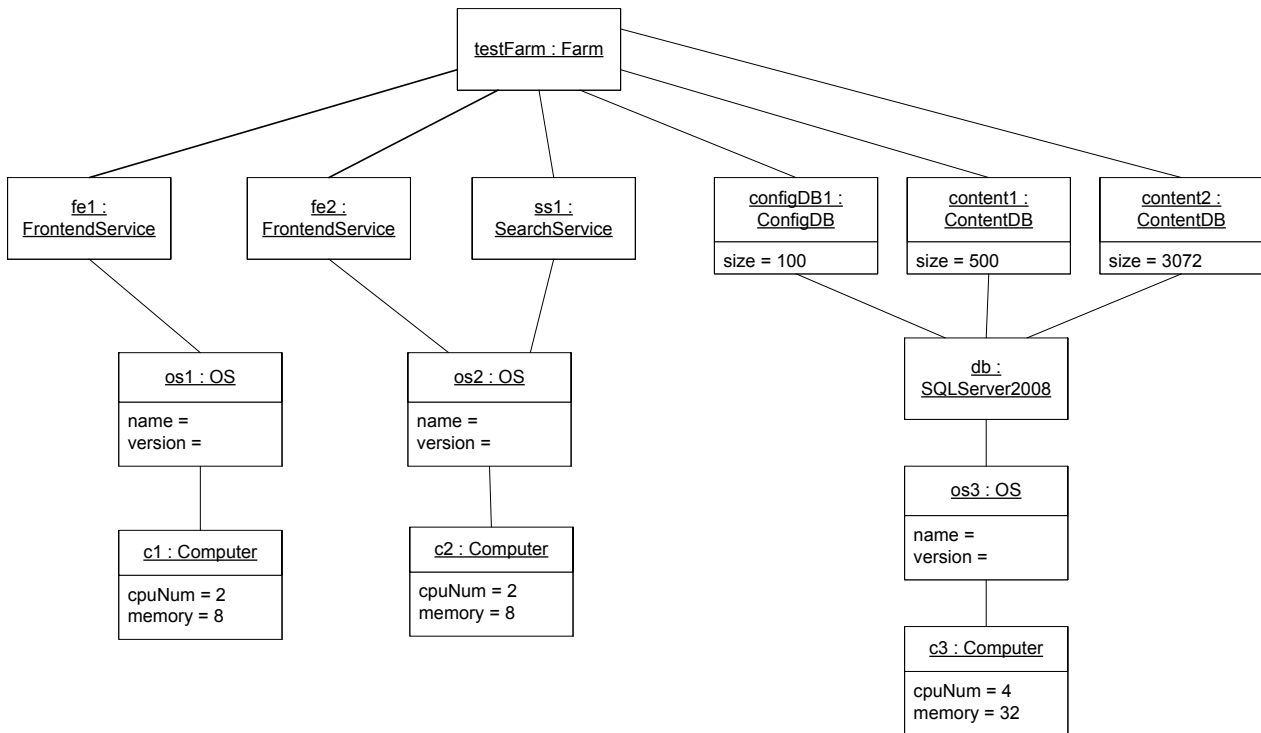 testFarm : Farm
fe1 :
FrontendService
fe2 :
FrontendService
ss1 :
SearchService
configDB1 :
ConfigDB
size = 100
content1 :
ContentDB
size = 500
content2 :
ContentDB
size = 3072
os1 : OS
name =
version =
os2 : OS
name =
version =
db :
SQLServer2008
os3 : OS
name =
version =
c1 : Computer
cpuNum = 2
memory = 8
c2 : Computer
cpuNum = 2
memory = 8
c3 : Computer
cpuNum = 4
memory = 32